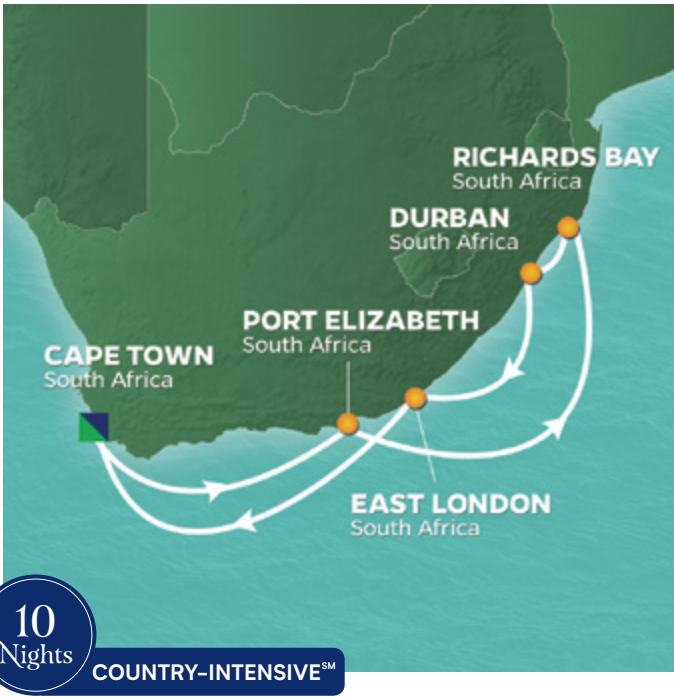 RICHARDS BAY
South Africa
DURBAN
South Africa
PORT ELIZABETH
South Africa
CAPE TOWN
South Africa
EAST LONDON
South Africa
10
Nights
COUNTRY-INTENSIVE℠